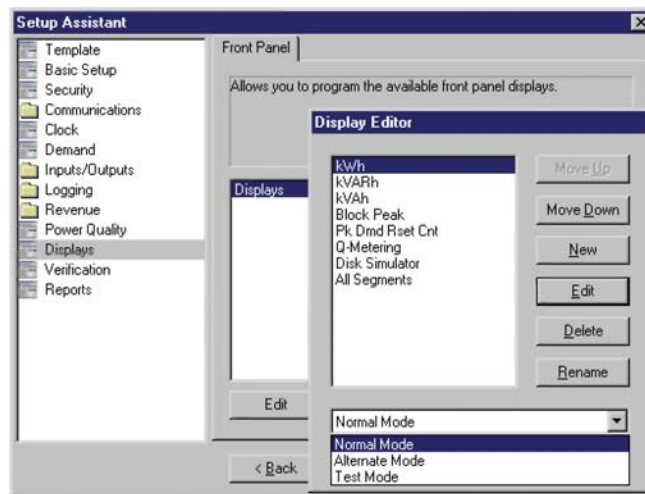 Setup Assistant
Template
Basic Setup
Security
Communications
Clock
Demand
Inputs/Outputs
Logging
Revenue
Power Quality
Displays
Verification
Reports
Front Panel
Allows you to program the available front panel displays.
Displays
Edit
< Back
Display Editor
kWh
kVARh
kVAh
Block Peak
Pk Dmd Rset Cnt
Q-Metering
Disk Simulator
All Segments
Move Up
Move Down
New
Edit
Delete
Rename
Normal Mode
Normal Mode
Alternate Mode
Test Mode